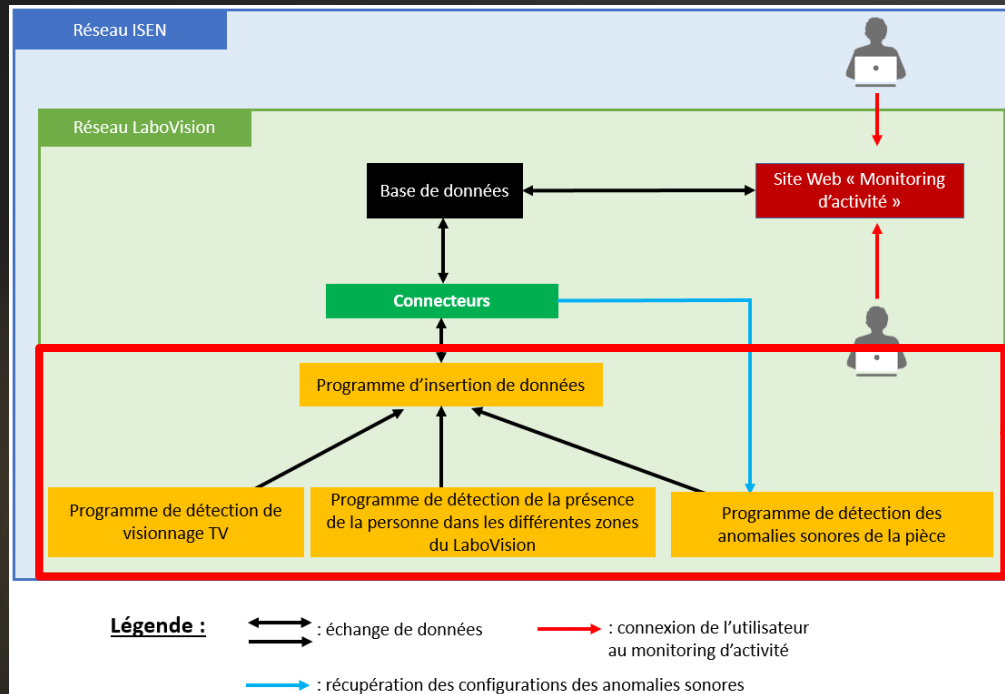 Réseau ISEN
Réseau LaboVision
Base de données
Site Web « Monitoring
d'activité »
Connecteurs
Programme d'insertion de données
Programme de détection de
visionnage TV
Programme de détection de la présence
de la personne dans les différentes zones
du LaboVision
Programme de détection des
anomalies sonores de la pièce
Légende :
: échange de données
: connexion de l'utilisateur
au monitoring d'activité
: récupération des configurations des anomalies sonores